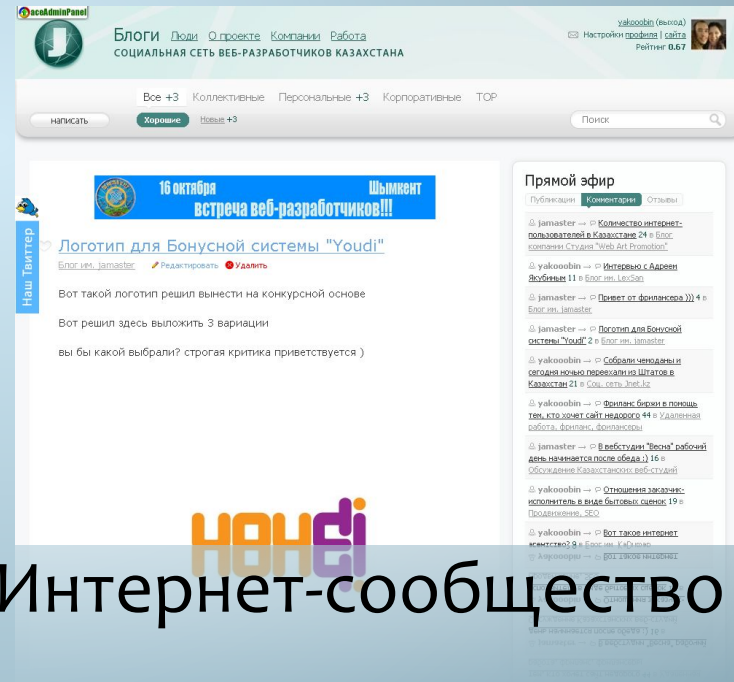 aceAdminPanel
Блоги Люди О проекте Компании Работа
СОЦИАЛЬНАЯ СЕТЬ ВЕБ-РАЗРАБОТЧИКОВ КАЗАХСТАНА
yakooobin (выход)
Настройки профиля | сайта
Рейтинг 0.67
Все +3 Коллективные Персональные +3 Корпоративные TOP
написать
Хорошие Новые +3
Поиск
16 октября Шымкент
встреча веб-разработчиков!!!
Наш Твиттер
Логотип для Бонусной системы "Youdi"
Блог им. jamaster Редактировать Удалить
Вот такой логотип решил вынести на конкурсной основе
Вот решил здесь выложить 3 вариации
вы бы какой выбрали? строгая критика приветствуется )
Прямой эфир
Публикации Комментарии Отзывы
jamaster → Количество интернет-
пользователей в Казахстане 24 в Блог
компании Студия "Web Art Promotion"
yakooobin → Интервью с Адреем
Якубиным 11 в Блог им. LexSan
jamaster → Привет от фрилансера ))) 4 в
Блог им. jamaster
jamaster → Логотип для Бонусной
системы "Youdi" 2 в Блог им. jamaster
yakooobin → Собрали чемоданы и
сегодня ночью переехали из Штатов в
Казахстан 21 в Соц. сеть Jnet.kz
yakooobin → Фриланс биржи в помощь
тем, кто хочет сайт недорого 44 в Удаленная
работа, фриланс, фрилансеры
jamaster → В вебстудии "Весна" рабочий
день начинается после обеда :) 16 в
Обсуждение Казахстанских веб-студий
yakooobin → Отношения заказчик-
исполнитель в виде бытовых сценок 19 в
Продвижение, SEO
yakooobin → Вот такое интернет
Интернет-сообщество